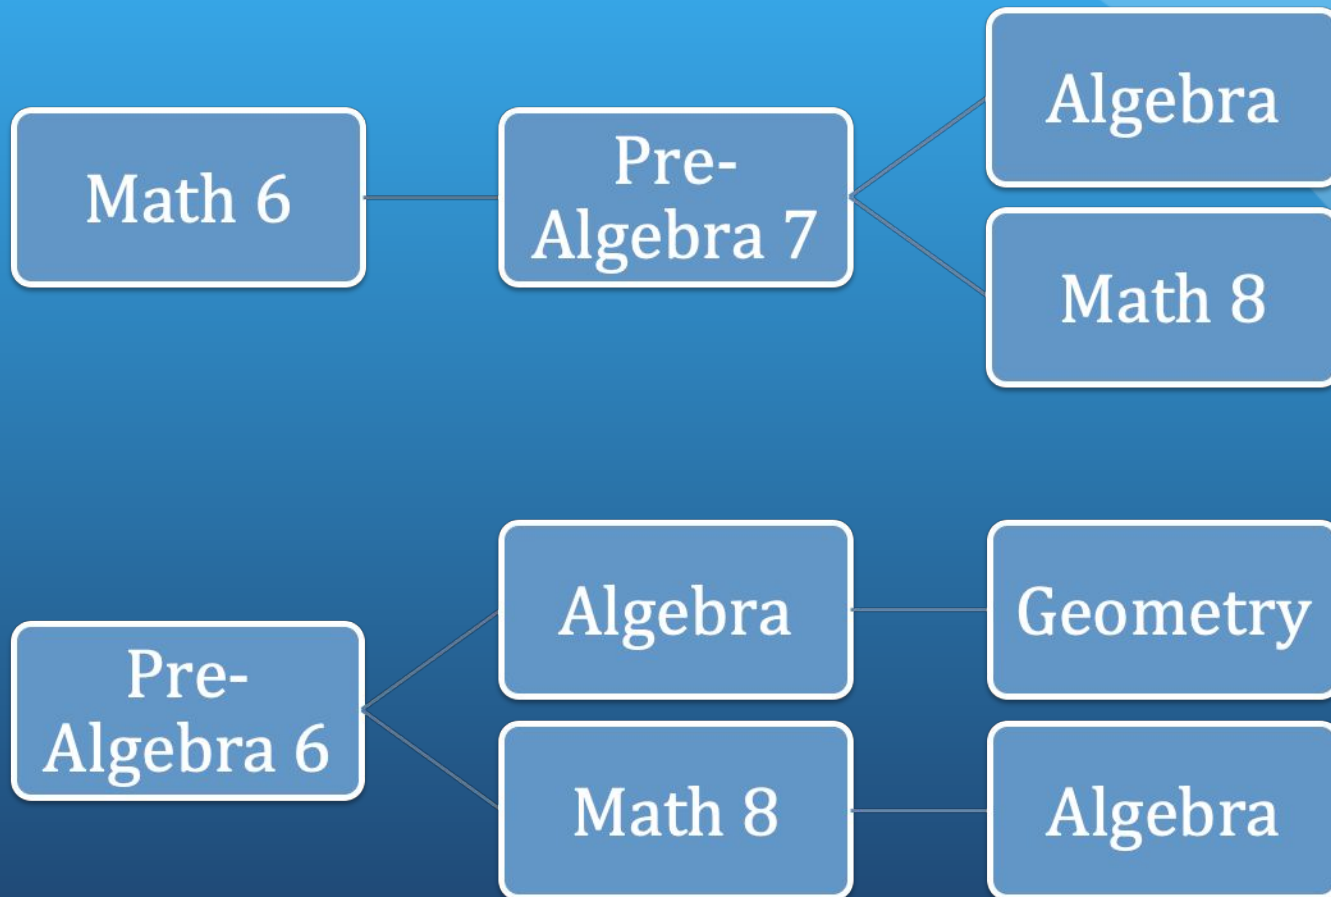 Math 6
Pre-
Algebra 7
Algebra
Math 8
Pre-
Algebra 6
Algebra
Geometry
Math 8
Algebra